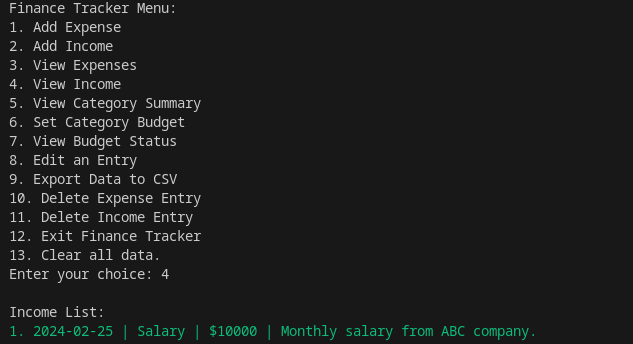 Finance Tracker Menu:
1. Add Expense
2. Add Income
3. View Expenses
4. View Income
5. View Category Summary
6. Set Category Budget
7. View Budget Status
8. Edit an Entry
9. Export Data to CSV
10. Delete Expense Entry
11. Delete Income Entry
12. Exit Finance Tracker
13. Clear all data.
Enter your choice: 4
Income List:
1. 2024-02-25 | Salary | $10000 | Monthly salary from ABC company.